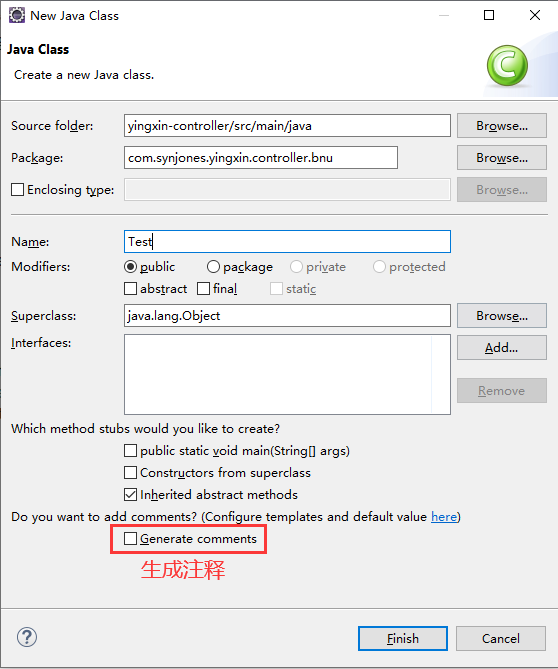 New Java Class
Java Class
Create a new Java class.
Source folder: yingxin-controller/src/main/java Browse...
Package: com.synjones.yingxin.controller.bnu Browse...
Enclosing type: Browse...
Name: Test
Modifiers: public package private protected
abstract final static
Superclass: java.lang.Object Browse...
Interfaces: Add...
Remove
Which method stubs would you like to create?
public static void main(String[] args)
Constructors from superclass
Inherited abstract methods
Do you want to add comments? (Configure templates and default value here)
Generate comments
生成注释
? Finish Cancel